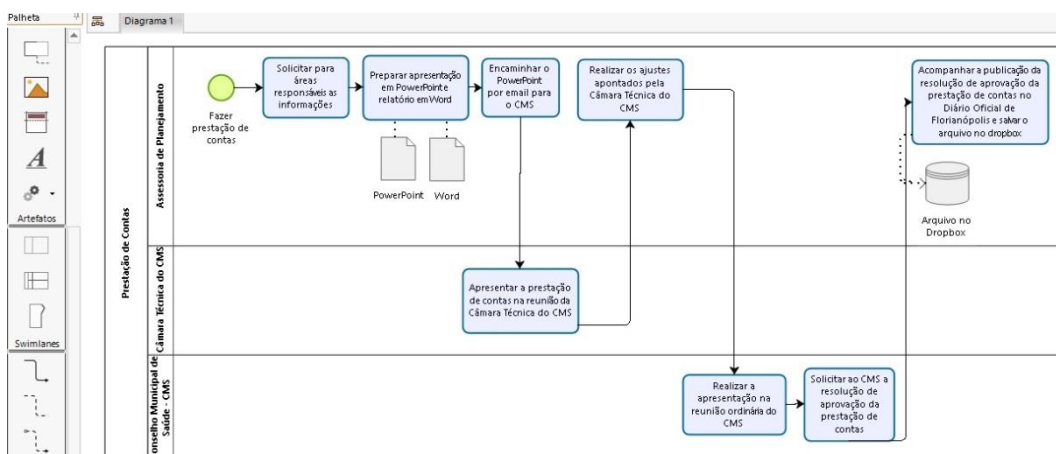 Palheta
Diagrama 1
Artefatos
Swimlanes
Prestação de Contas
Assessoria de Planejamento
Fazer
prestação de
contas
Solicitar para
áreas
responsáveis as
informações
Preparar apresentação
em PowerPoint e
relatório em Word
PowerPoint
Word
Encaminhar o
PowerPoint
por email para
o CMS
Realizar os ajustes
apontados pela
Câmara Técnica do
CMS
Acompanhar a publicação da
resolução de aprovação da
prestação de contas no
Diário Oficial de
Florianópolis e salvar o
arquivo no dropbox
Arquivo no
Dropbox
Câmara Técnica do CMS
Apresentar a prestação
de contas na reunião da
Câmara Técnica do CMS
onselho Municipal de
Saúde - CMS
Realizar a
apresentação na
reunião ordinária do
CMS
Solicitar ao CMS a
resolução de
aprovação da
prestação de
contas